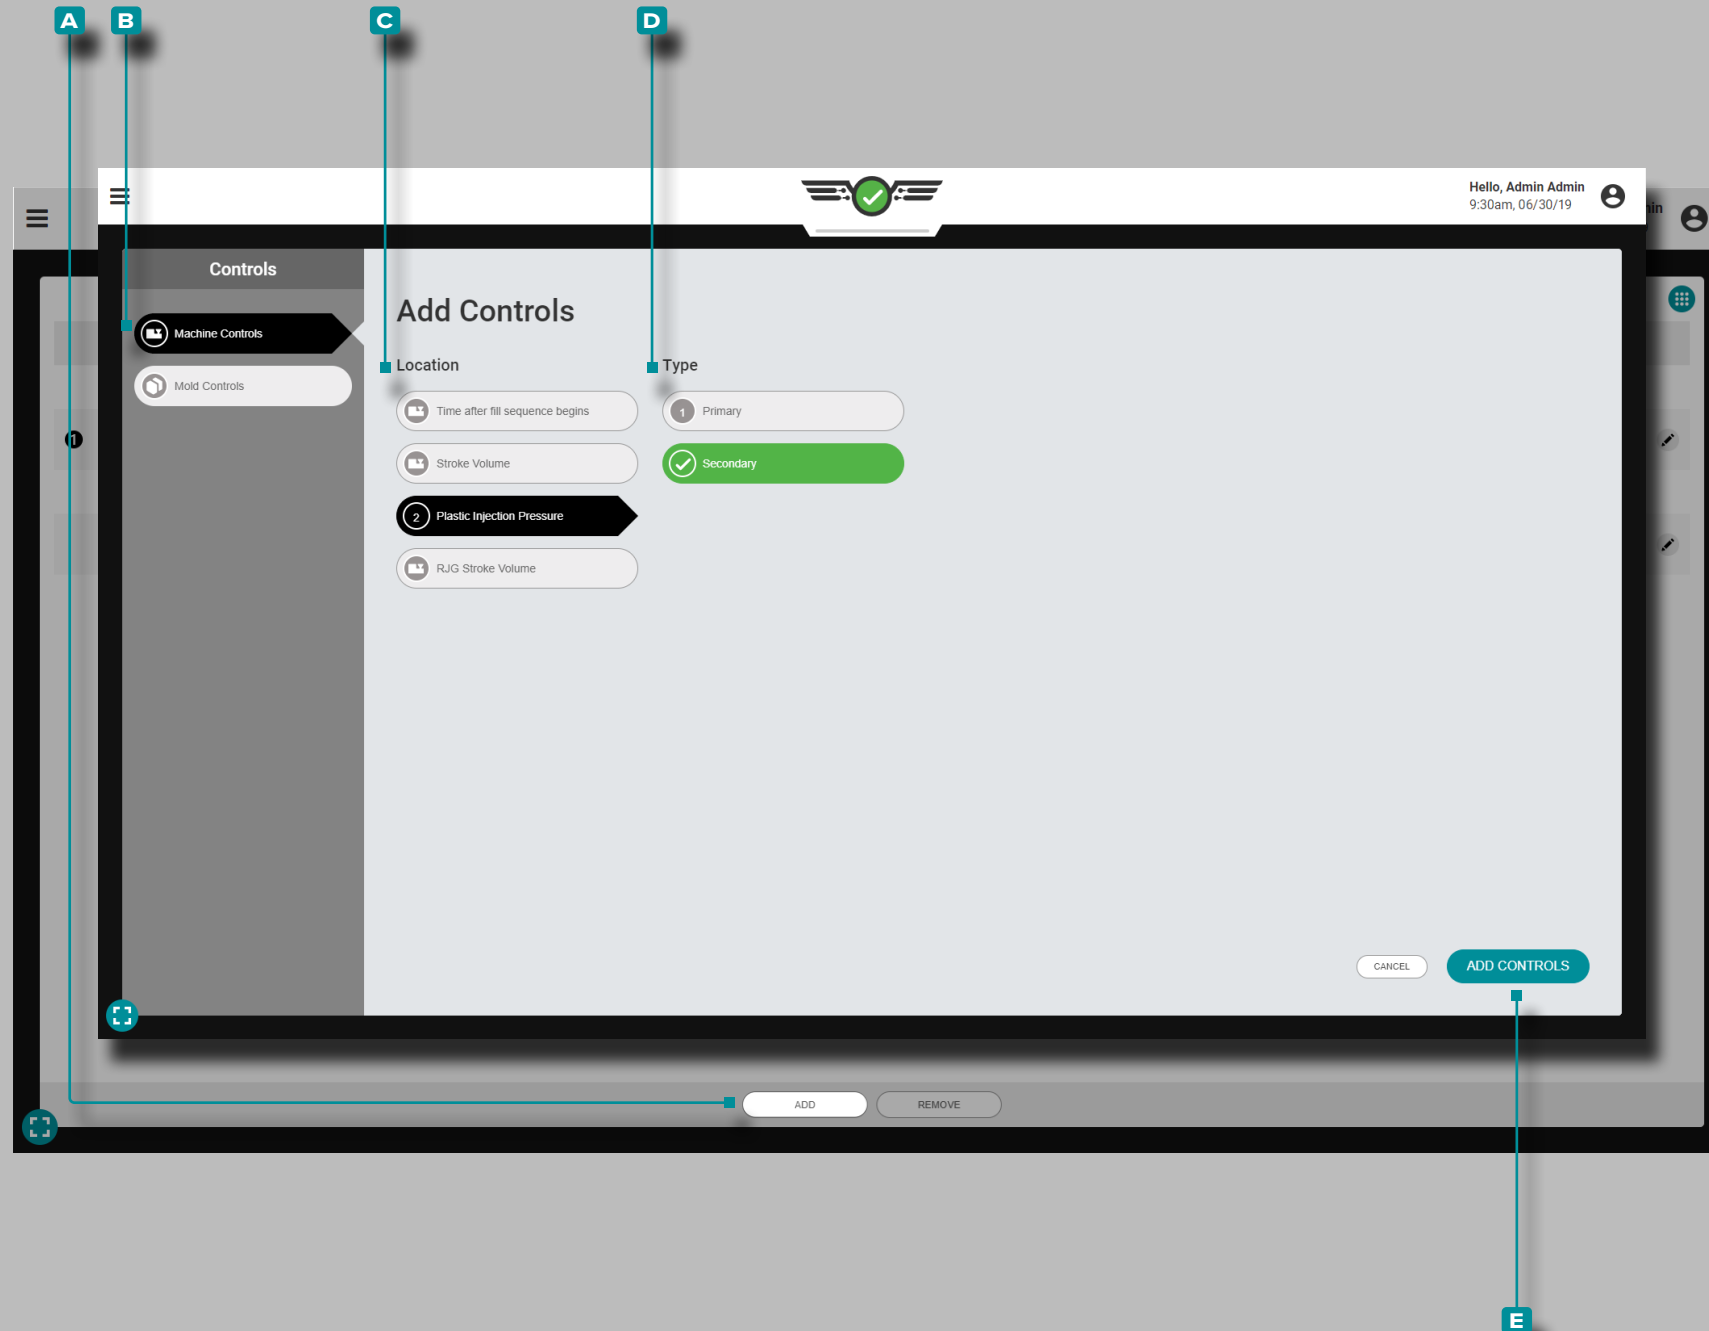 A B C D
Hello, Admin Admin
9:30am, 06/30/19
Controls
Machine Controls
Mold Controls
Add Controls
Location
Time after fill sequence begins
Stroke Volume
2 Plastic Injection Pressure
RJG Stroke Volume
Type
1 Primary
Secondary
1
CANCEL
ADD CONTROLS
ADD
REMOVE
E